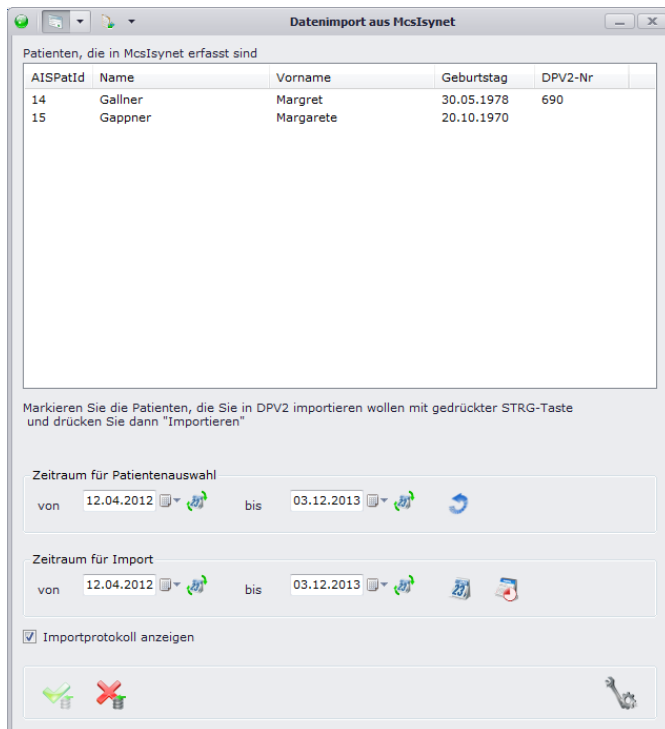 Datenimport aus McsIsynet
Patienten, die in McsIsynet erfasst sind
AISPatId Name Vorname Geburtstag DPV2-Nr
14 Gallner Margret 30.05.1978 690
15 Gappner Margarete 20.10.1970
Markieren Sie die Patienten, die Sie in DPV2 importieren wollen mit gedrückter STRG-Taste
und drücken Sie dann "Importieren"
Zeitraum für Patientenauswahl
von 12.04.2012 bis 03.12.2013
Zeitraum für Import
von 12.04.2012 bis 03.12.2013 23
Importprotokoll anzeigen